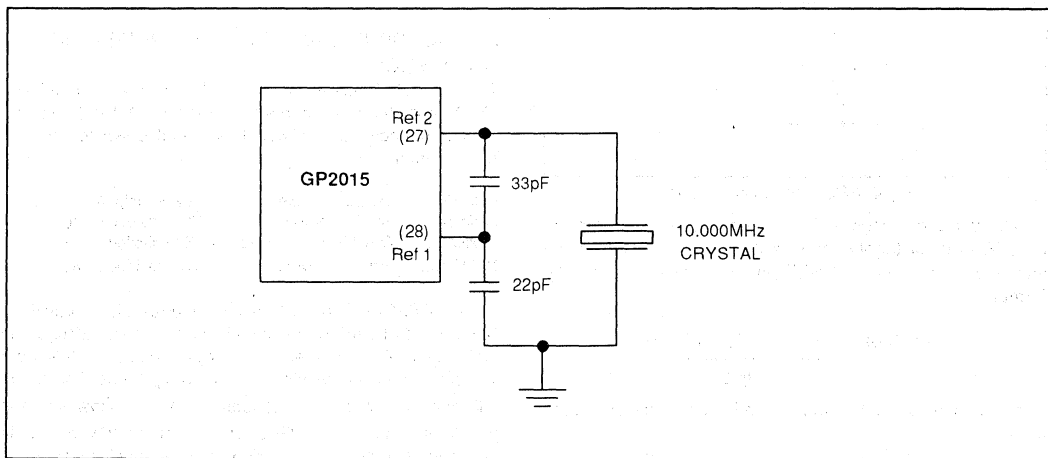 Ref 2
(27)
GP2015
33pF
(28)
Ref 1
10.000MHz
CRYSTAL
22pF